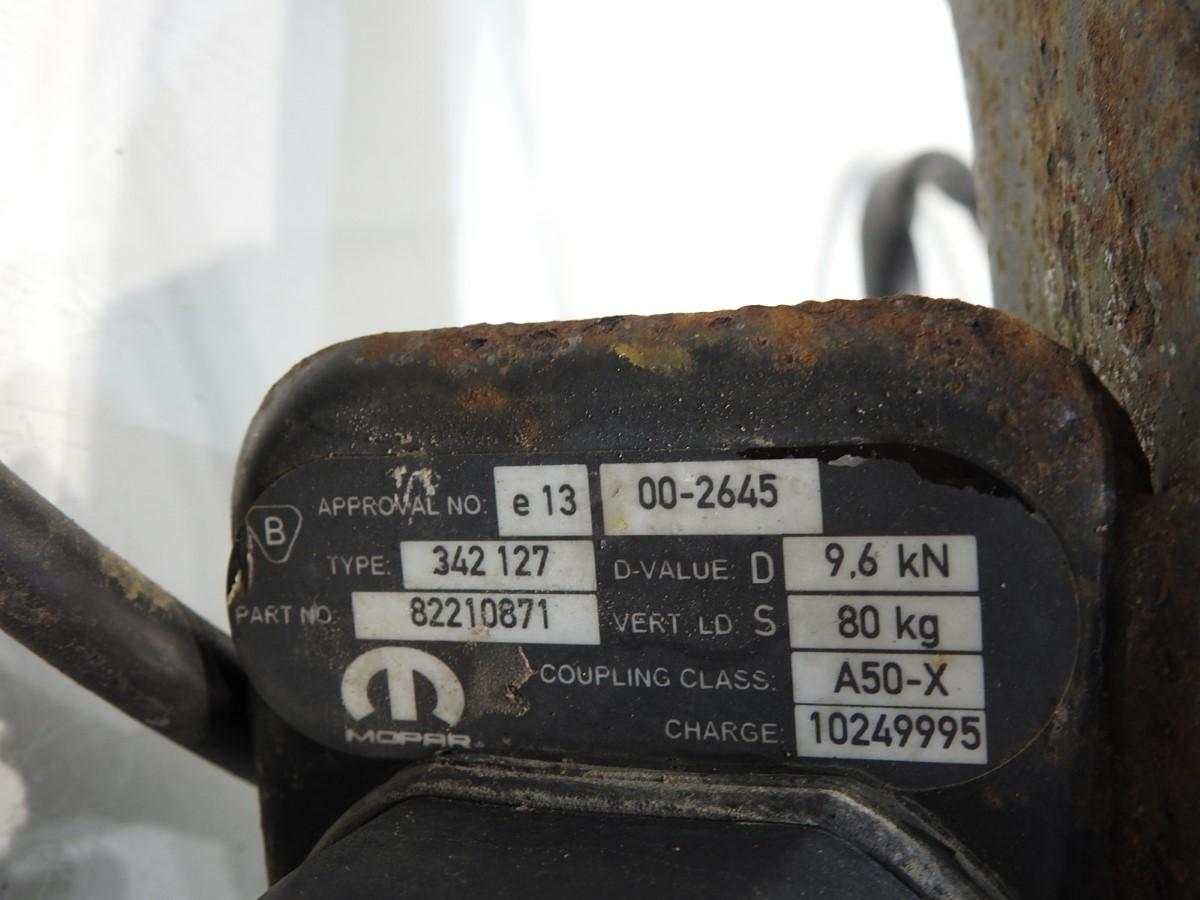 APPROVAL NO: e 13 00-2645
B
TYPE: 342 127 D-VALUE: D 9,6 kN
PART NO: 82210871 VERT. LD S 80 kg
COUPLING CLASS: A50-X
MOPAR
CHARGE: 10249995